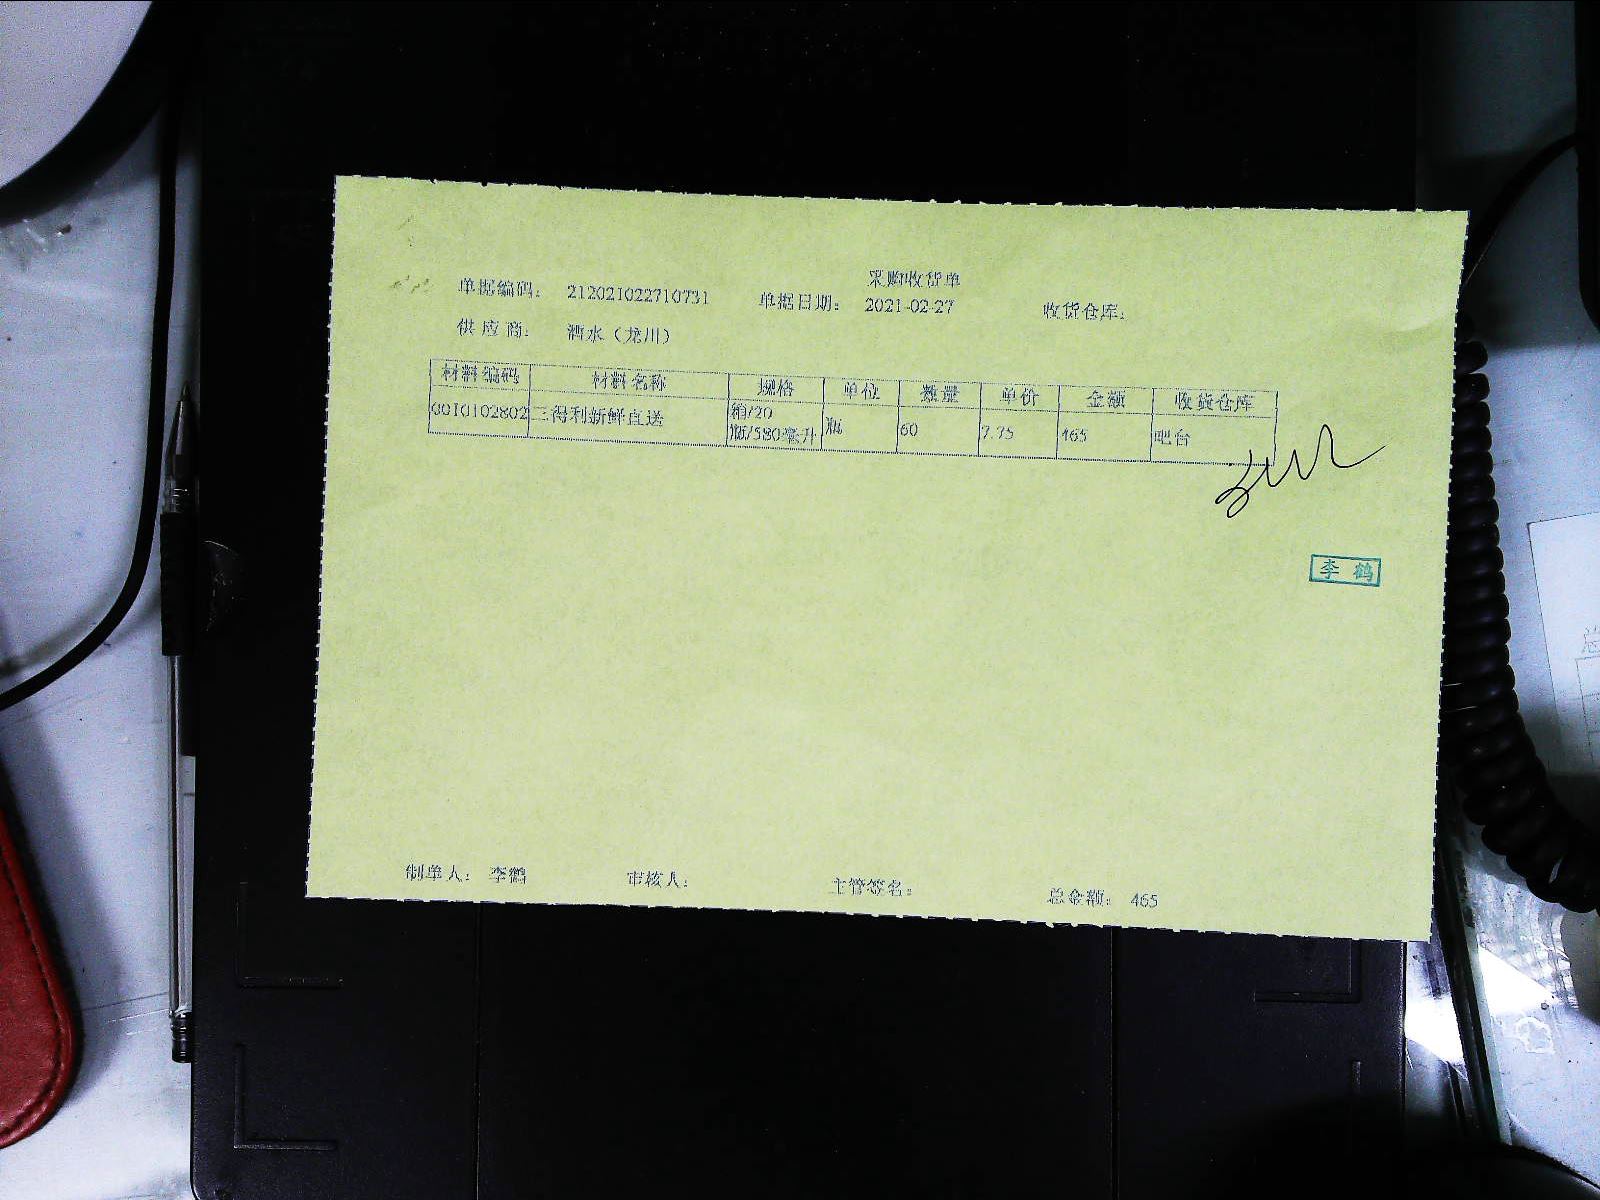 采购收货单
单据编码： 212021022710731 单据日期： 2021-02-27 收货仓库：
供 应 商： 酒水（龙川）
材料编码 材料名称 规格 单位 数量 单价 金额 收货仓库
0010102802 三得利新鲜直送 箱/20瓶/580毫升 瓶 60 7.75 465 吧台
李 鹤
制单人： 李鹤 审核人： 主管签名： 总金额： 465